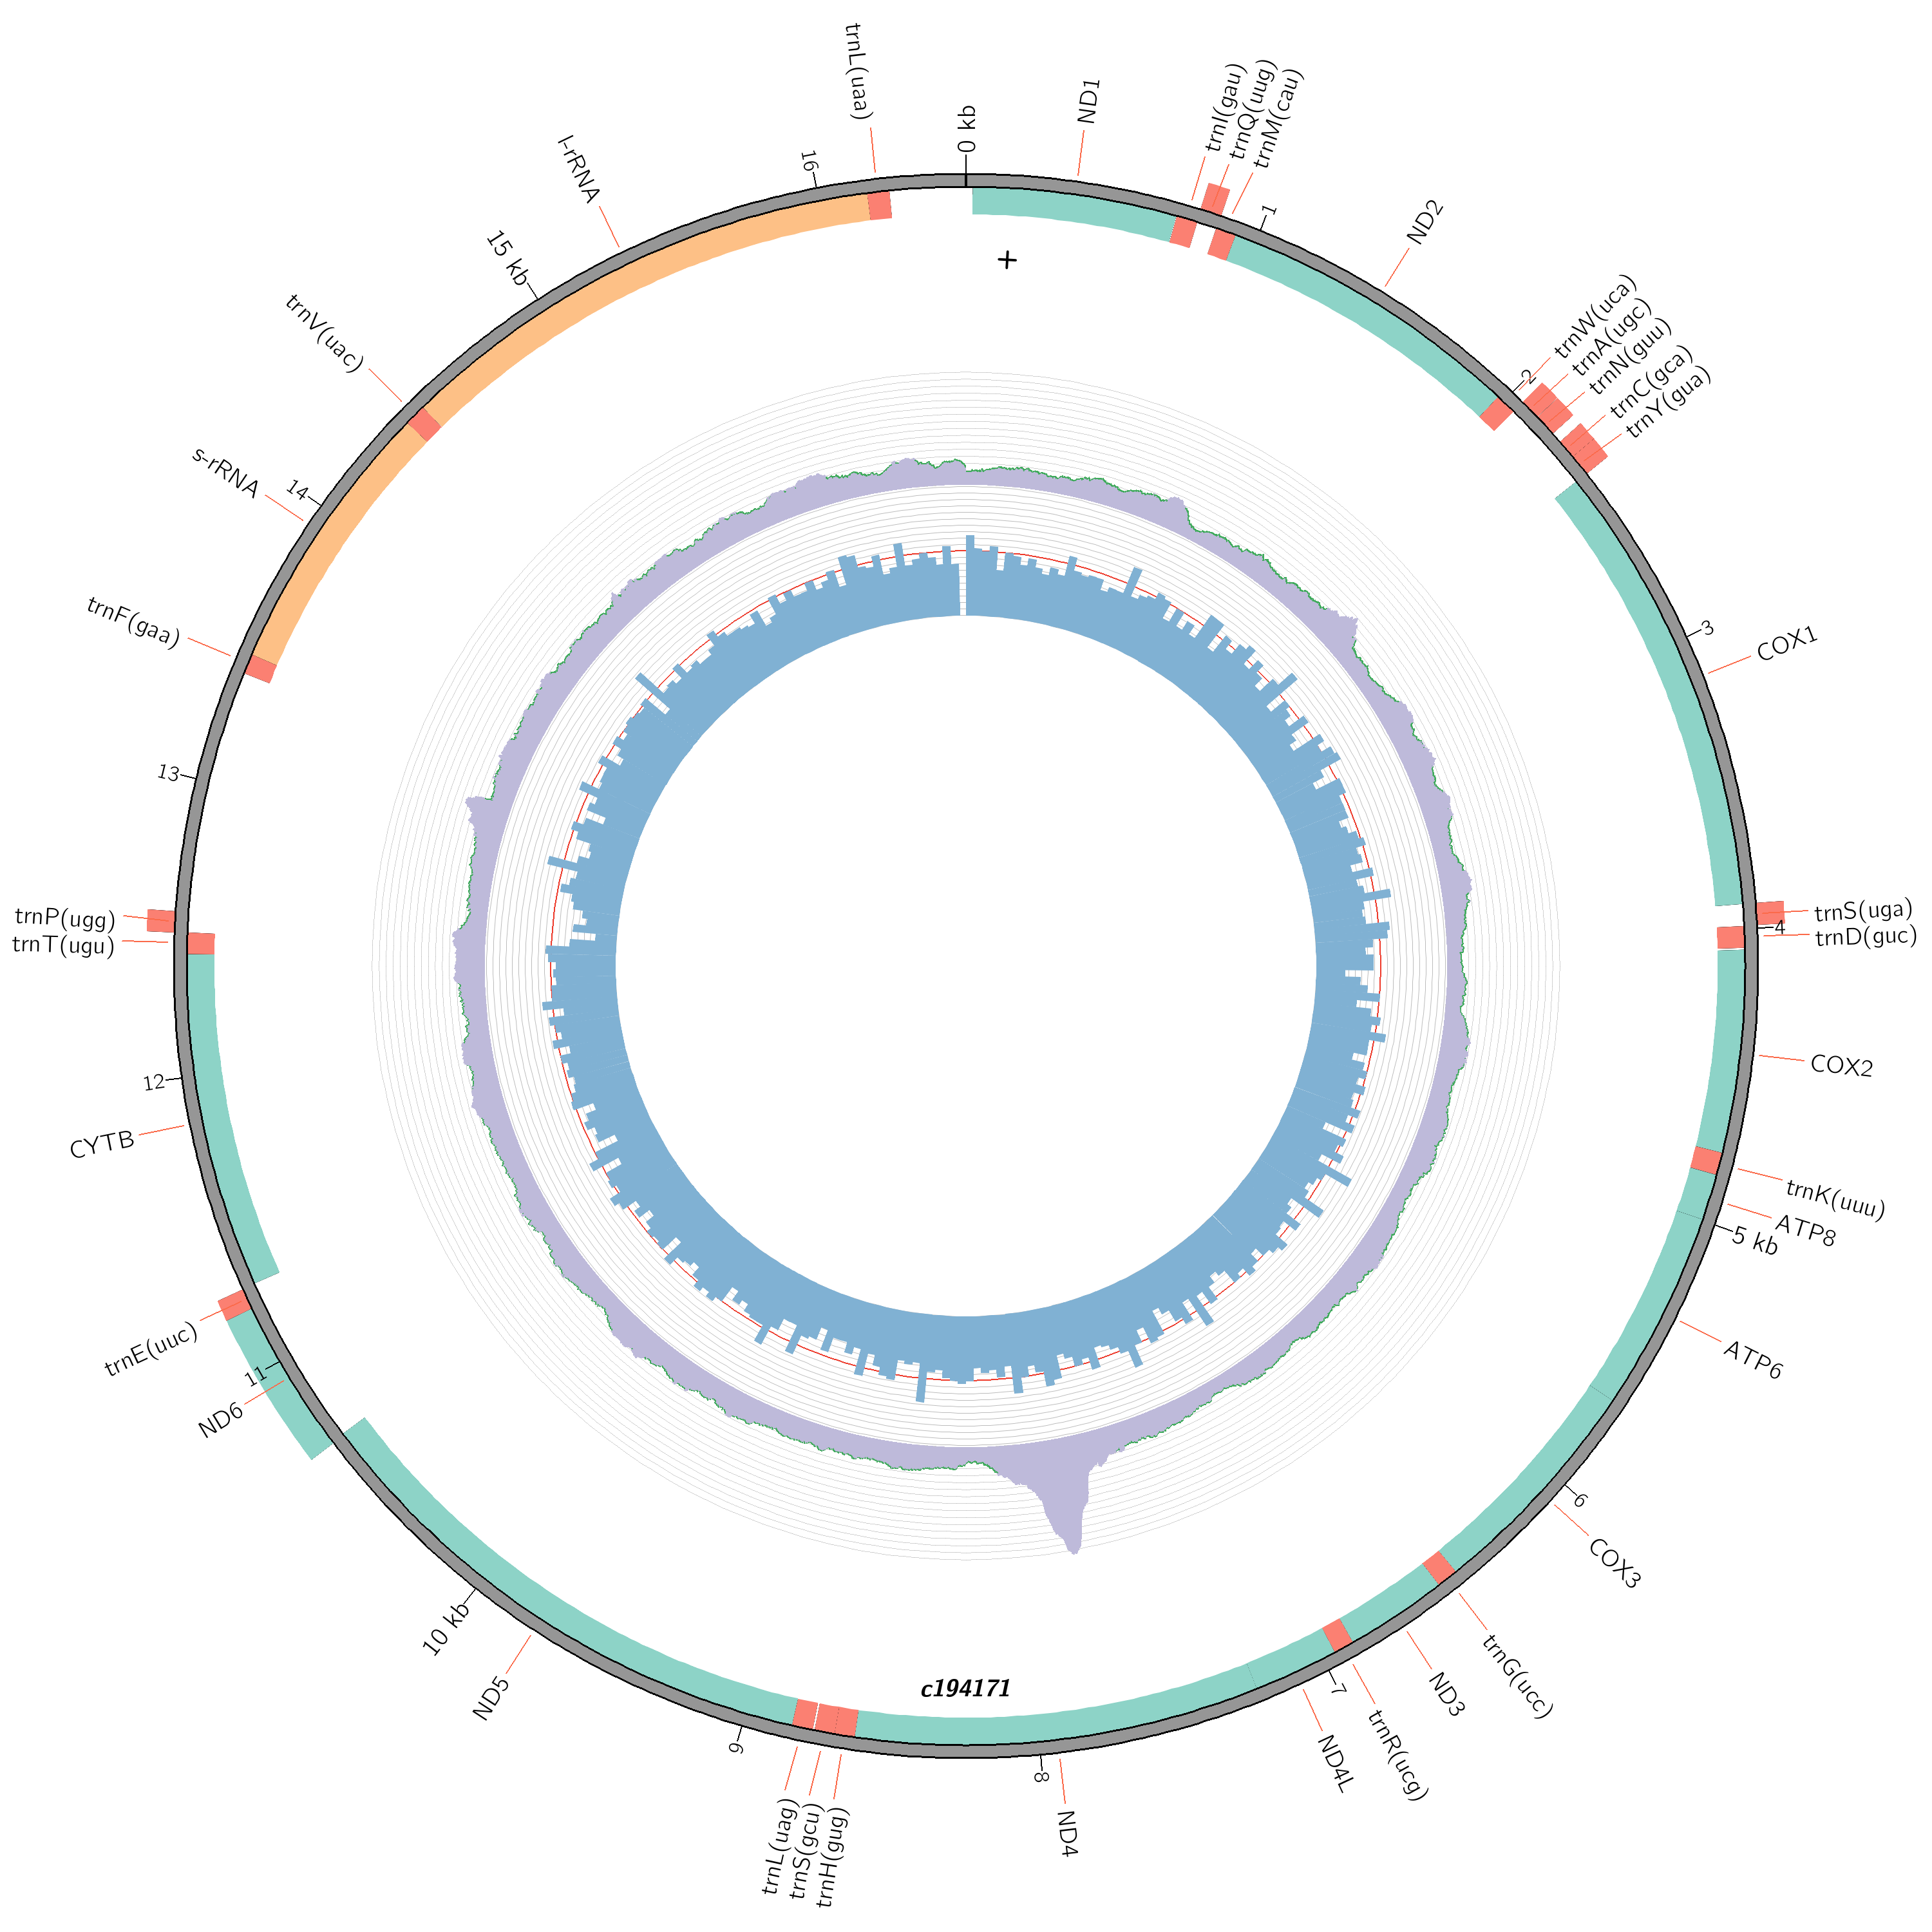 0 kb
ND1
trnI(gau)
trnQ(uug)
trnM(cau)
1
ND2
trnW(uca)
2
trnA(ugc)
trnN(guu)
trnC(gca)
trnY(gua)
3
COX1
trnS(uga)
4
trnD(guc)
COX2
trnK(uuu)
ATP8
5 kb
ATP6
6
COX3
trnG(ucc)
ND3
trnR(ucg)
7
ND4L
ND4
8
trnH(gug)
trnS(gcu)
trnL(uag)
9
ND5
10 kb
ND6
11
trnE(uuc)
CYTB
12
trnT(ugu)
trnP(ugg)
13
trnF(gaa)
s-rRNA
14
trnV(uac)
15 kb
l-rRNA
16
trnL(uaa)
+
c194171